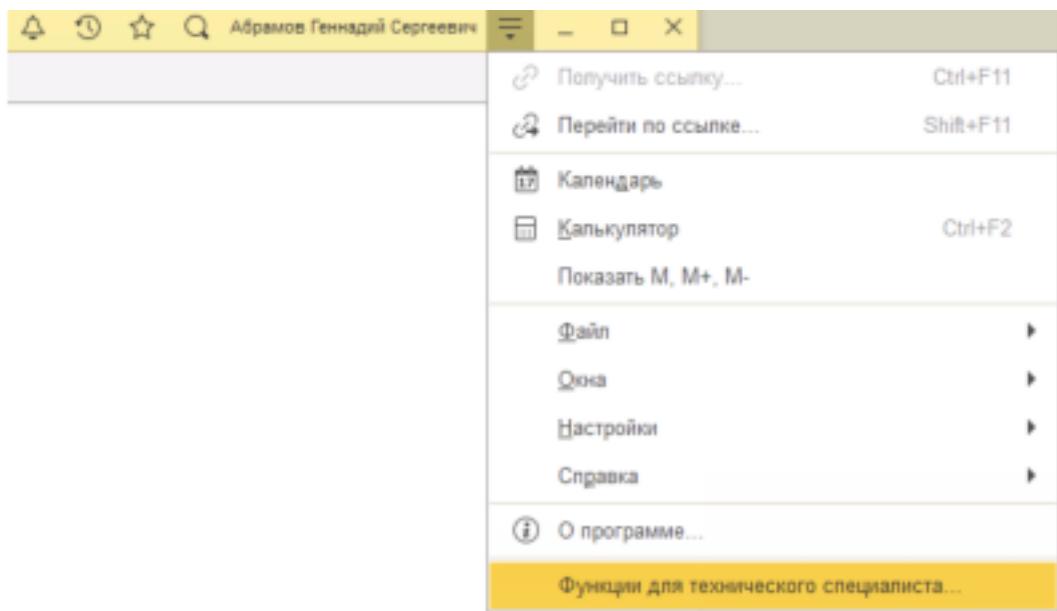 Абрамов Геннадий Сергеевич
Получить ссылку... Ctrl+F11
Перейти по ссылке... Shift+F11
17 Календарь
Калькулятор Ctrl+F2
Показать M, M+, M-
Файл
Окна
Настройки
Справка
О программе...
Функции для технического специалиста...